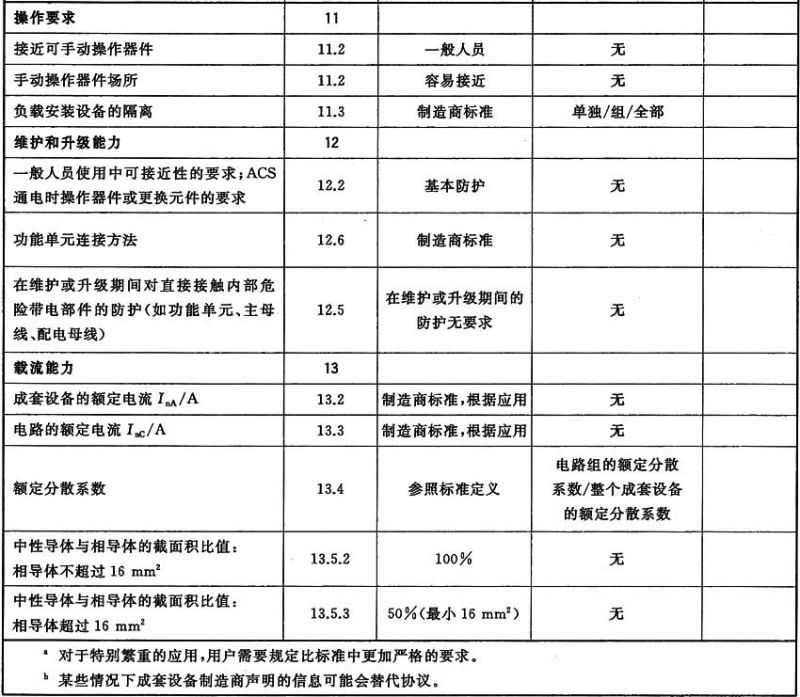 操作要求 11
接近可手动操作器件 11.2 一般人员 无
手动操作器件场所 11.2 容易接近 无
负载安装设备的隔离 11.3 制造商标准 单独/组/全部
维护和升级能力 12
一般人员使用中可接近性的要求;ACS
通电时操作器件或更换元件的要求 12.2 基本防护 无
功能单元连接方法 12.6 制造商标准 无
在维护或升级期间对直接接触内部危
险带电部件的防护(如功能单元、主母
线、配电母线) 12.5 在维护或升级期间的
防护无要求 无
载流能力 13
成套设备的额定电流 InA/A 13.2 制造商标准,根据应用 无
电路的额定电流 InC/A 13.3 制造商标准,根据应用 无
额定分散系数 13.4 参照标准定义 电路组的额定分散
系数/整个成套设备
的额定分散系数
中性导体与相导体的截面积比值:
相导体不超过 16 mm² 13.5.2 100% 无
中性导体与相导体的截面积比值:
相导体超过 16 mm² 13.5.3 50%(最小 16 mm²) 无
ᵃ 对于特别繁重的应用,用户需要规定比标准中更加严格的要求。
ᵇ 某些情况下成套设备制造商声明的信息可能会替代协议。